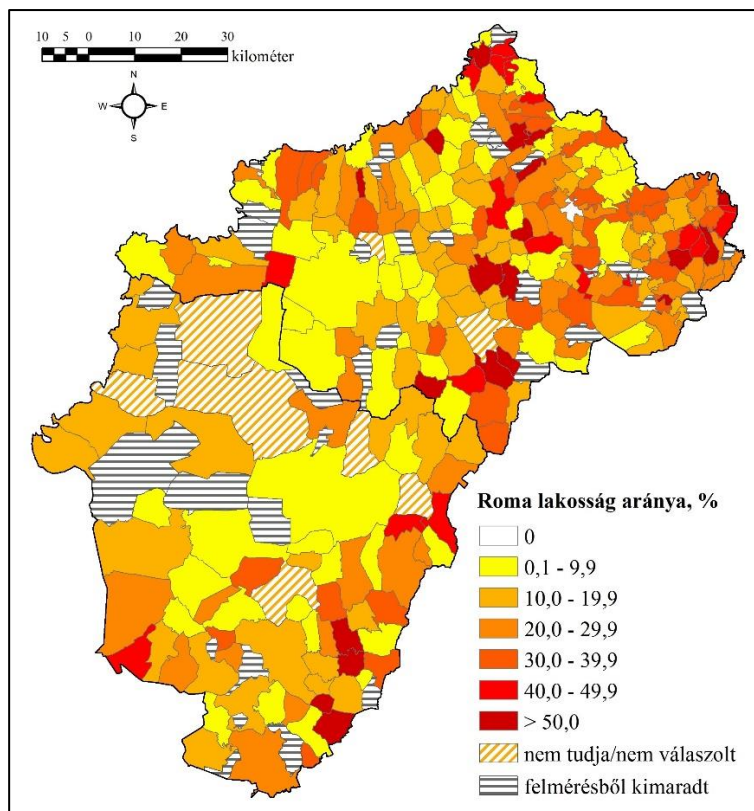 10 5 0 10 20 30
kilométer
N
W E
S
Roma lakosság aránya, %
0
0,1 - 9,9
10,0 - 19,9
20,0 - 29,9
30,0 - 39,9
40,0 - 49,9
> 50,0
nem tudja/nem válaszolt
felmérésből kimaradt